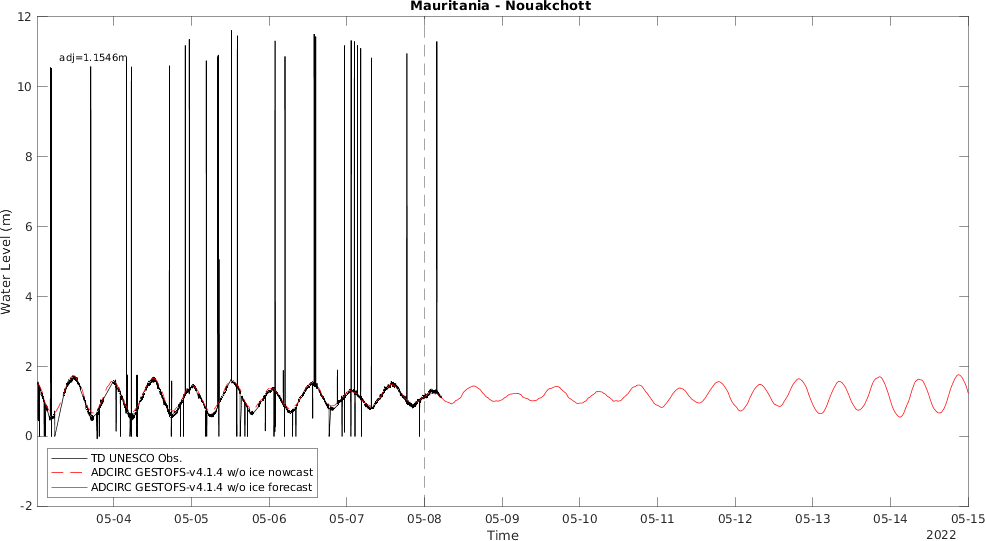 Mauritania - Nouakchott
12
10
8
6
4
2
0
-2
Water Level (m)
adj=1.1546m
TD UNESCO Obs.
ADCIRC GESTOFS-v4.1.4 w/o ice nowcast
ADCIRC GESTOFS-v4.1.4 w/o ice forecast
05-04 05-05 05-06 05-07 05-08 05-09 05-10 05-11 05-12 05-13 05-14 05-15
Time
2022